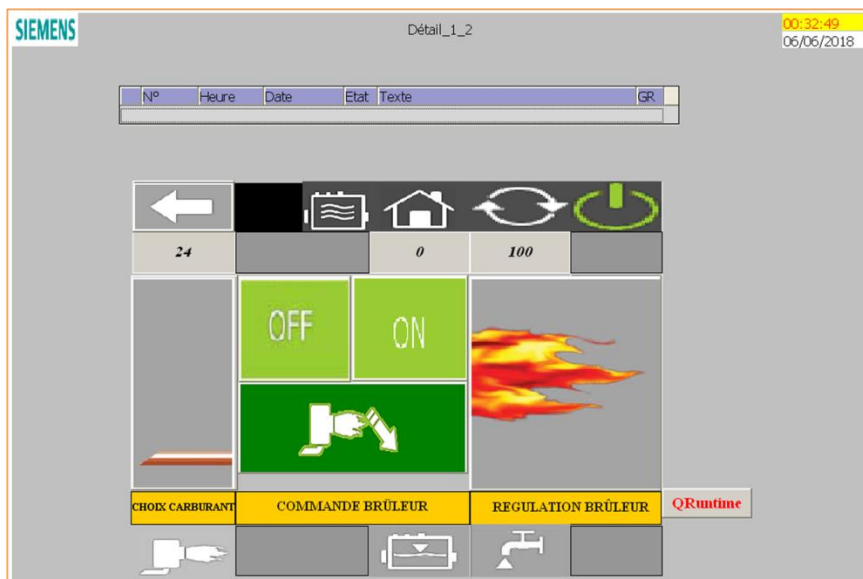 SIEMENS
Détail_1_2
00:32:49
06/06/2018
Nº Heure Date Etat Texte GR
24 0 100
OFF ON
CHOIX CARBURANT COMMANDE BRÛLEUR REGULATION BRÛLEUR QRuntime